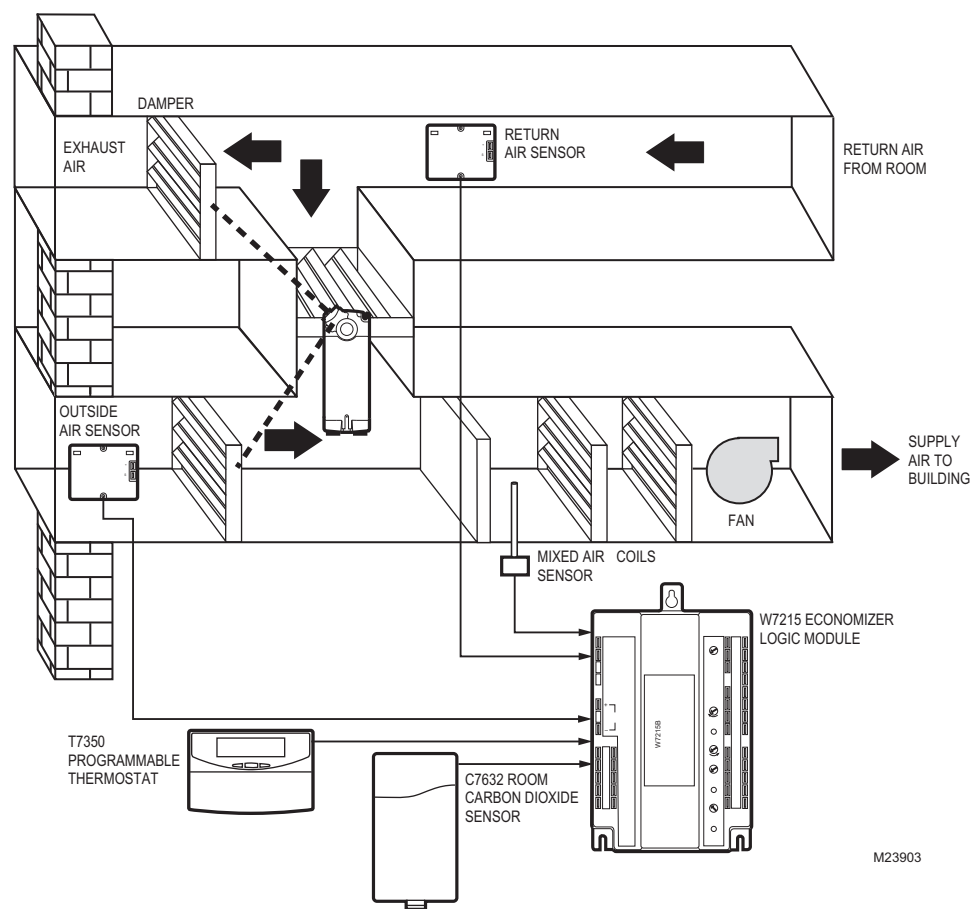 DAMPER
EXHAUST
AIR
RETURN
AIR SENSOR
RETURN AIR
FROM ROOM
OUTSIDE
AIR SENSOR
SUPPLY
AIR TO
BUILDING
FAN
MIXED AIR COILS
SENSOR
W7215 ECONOMIZER
LOGIC MODULE
W7215B
T7350
PROGRAMMABLE
THERMOSTAT
C7632 ROOM
CARBON DIOXIDE
SENSOR
M23903